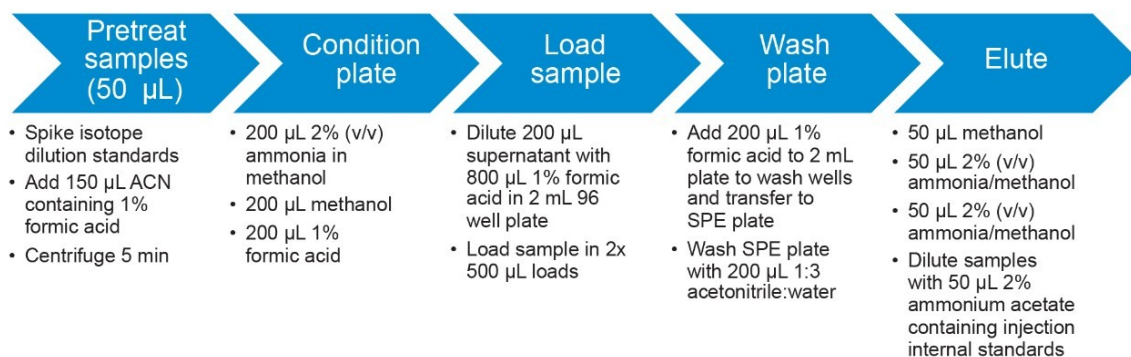 Pretreat
samples
(50 µL)
• Spike isotope
dilution standards
• Add 150 µL ACN
containing 1%
formic acid
• Centrifuge 5 min
Condition
plate
• 200 µL 2% (v/v)
ammonia in
methanol
• 200 µL methanol
• 200 µL 1%
formic acid
Load
sample
• Dilute 200 µL
supernatant with
800 µL 1% formic
acid in 2 mL 96
well plate
• Load sample in 2x
500 µL loads
Wash
plate
• Add 200 µL 1%
formic acid to 2 mL
plate to wash wells
and transfer to
SPE plate
• Wash SPE plate
with 200 µL 1:3
acetonitrile:water
Elute
• 50 µL methanol
• 50 µL 2% (v/v)
ammonia/methanol
• 50 µL 2% (v/v)
ammonia/methanol
• Dilute samples
with 50 µL 2%
ammonium acetate
containing injection
internal standards